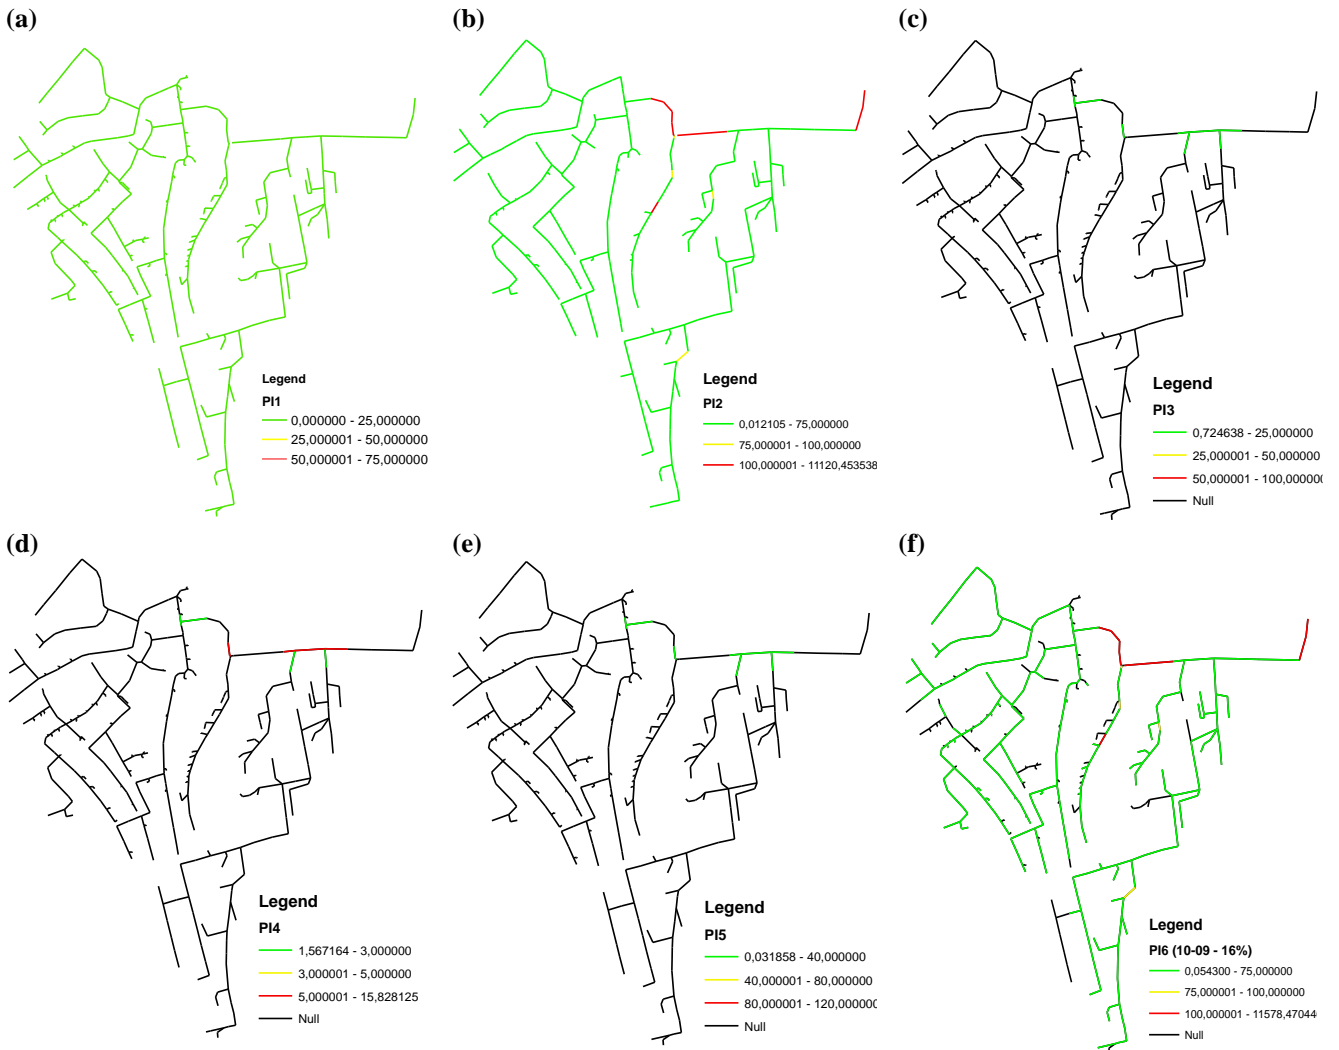 (a)
(b)
(c)
Legend
PI1
0,000000 - 25,000000
25,000001 - 50,000000
50,000001 - 75,000000
Legend
PI2
0,012105 - 75,000000
75,000001 - 100,000000
100,000001 - 11120,453538
Legend
PI3
0,724638 - 25,000000
25,000001 - 50,000000
50,000001 - 100,000000
Null
(d)
(e)
(f)
Legend
PI4
1,567164 - 3,000000
3,000001 - 5,000000
5,000001 - 15,828125
Null
Legend
PI5
0,031858 - 40,000000
40,000001 - 80,000000
80,000001 - 120,000000
Null
Legend
PI6 (10-09 - 16%)
0,054300 - 75,000000
75,000001 - 100,000000
100,000001 - 11578,47044
Null